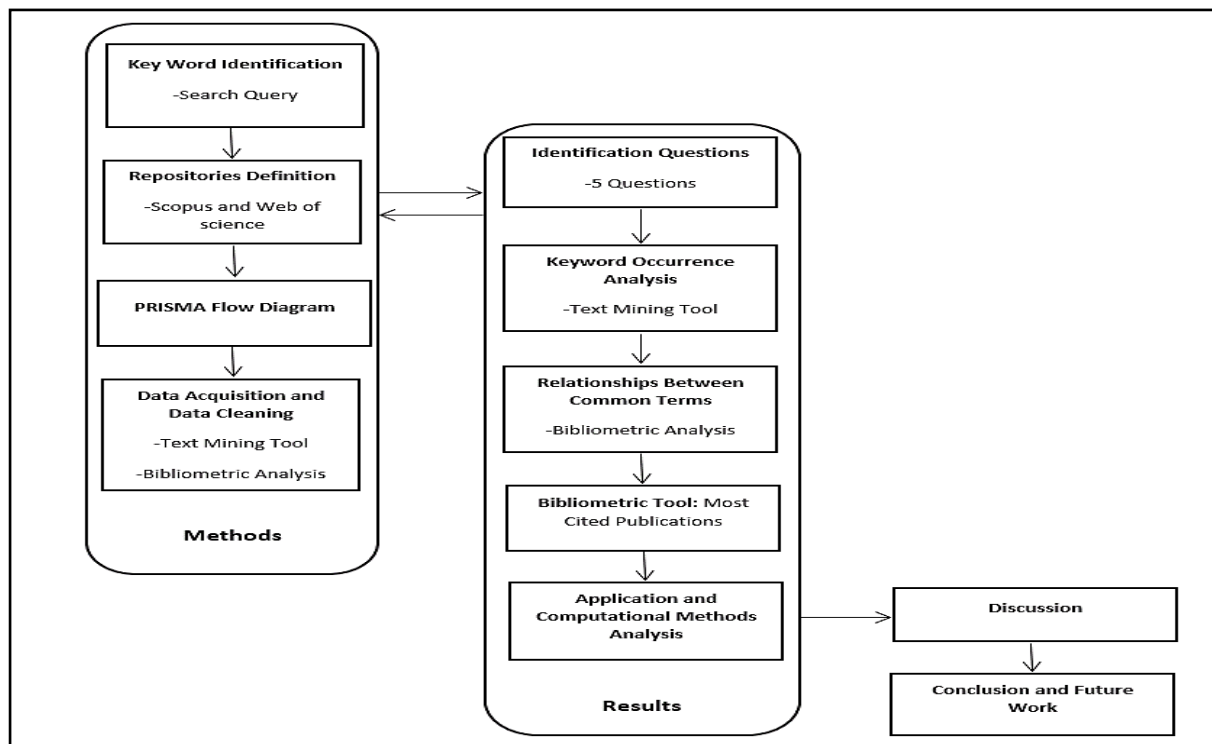 Key Word Identification
-Search Query
Repositories Definition
-Scopus and Web of
science
PRISMA Flow Diagram
Data Acquisition and
Data Cleaning
-Text Mining Tool
-Bibliometric Analysis
Methods
Identification Questions
-5 Questions
Keyword Occurrence
Analysis
-Text Mining Tool
Relationships Between
Common Terms
-Bibliometric Analysis
Bibliometric Tool: Most
Cited Publications
Application and
Computational Methods
Analysis
Results
Discussion
Conclusion and Future
Work